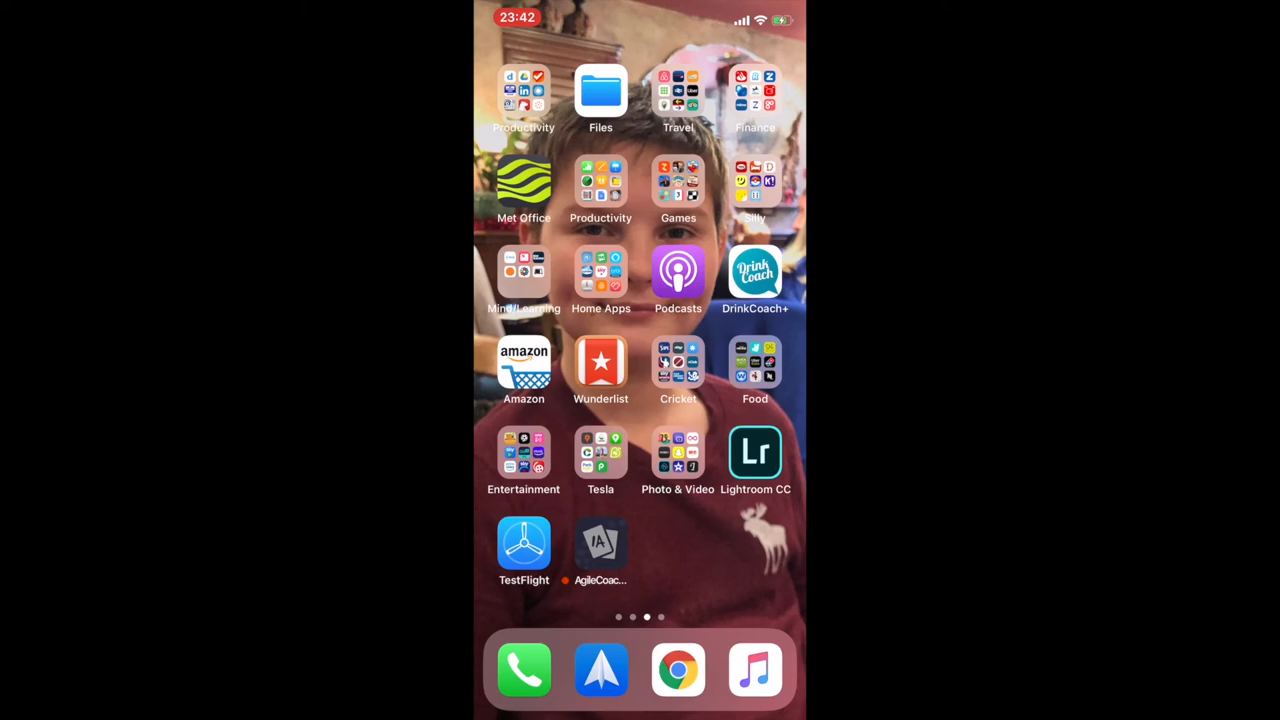 23:42
Productivity Files Travel Finance
Met Office Productivity Games Silly
Mind/Learning Home Apps Podcasts DrinkCoach+
Drink
Coach
amazon
Amazon Wunderlist Cricket Food
Lr
Entertainment Tesla Photo & Video Lightroom CC
IA
TestFlight AgileCoac...